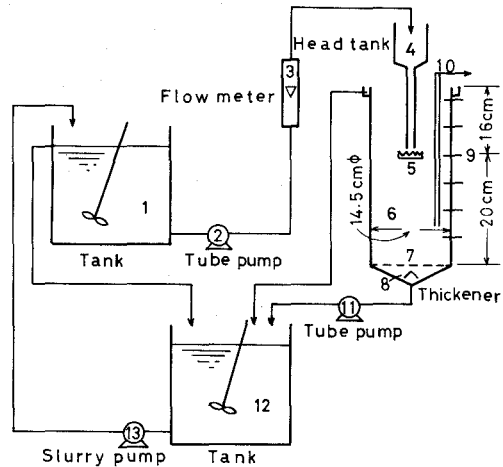 4
Head tank
10
3
Flow meter
16cm
9
5
14.5cmφ
20cm
1
6
2
7
Tank
Tube pump
8
Thickener
11
Tube pump
12
13
Slurry pump
Tank